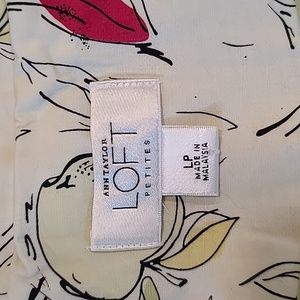 ANN TAYLOR
LOFT
PETITES
LP
MADE IN
MALAYSIA